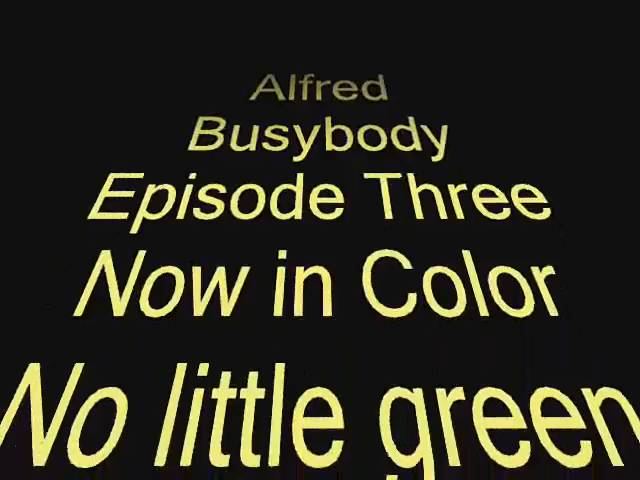 Alfred
Busybody
Episode Three
Now in Color
No little green